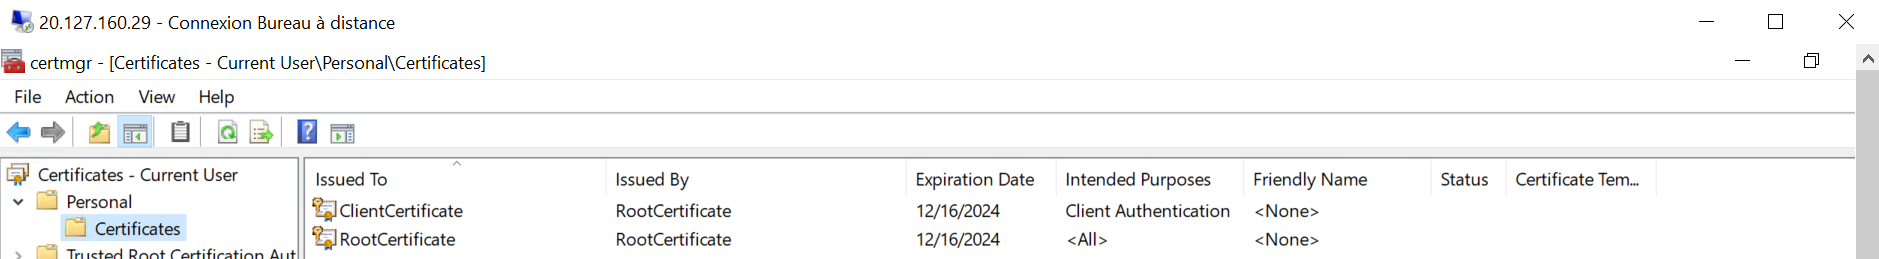 20.127.160.29 - Connexion Bureau à distance
certmgr - [Certificates - Current User\Personal\Certificates]
File Action View Help
Certificates - Current User
Personal
Certificates
Trusted Root Certification Aut
Issued To Issued By Expiration Date Intended Purposes Friendly Name Status Certificate Tem...
ClientCertificate RootCertificate 12/16/2024 Client Authentication <None>
RootCertificate RootCertificate 12/16/2024 <All> <None>